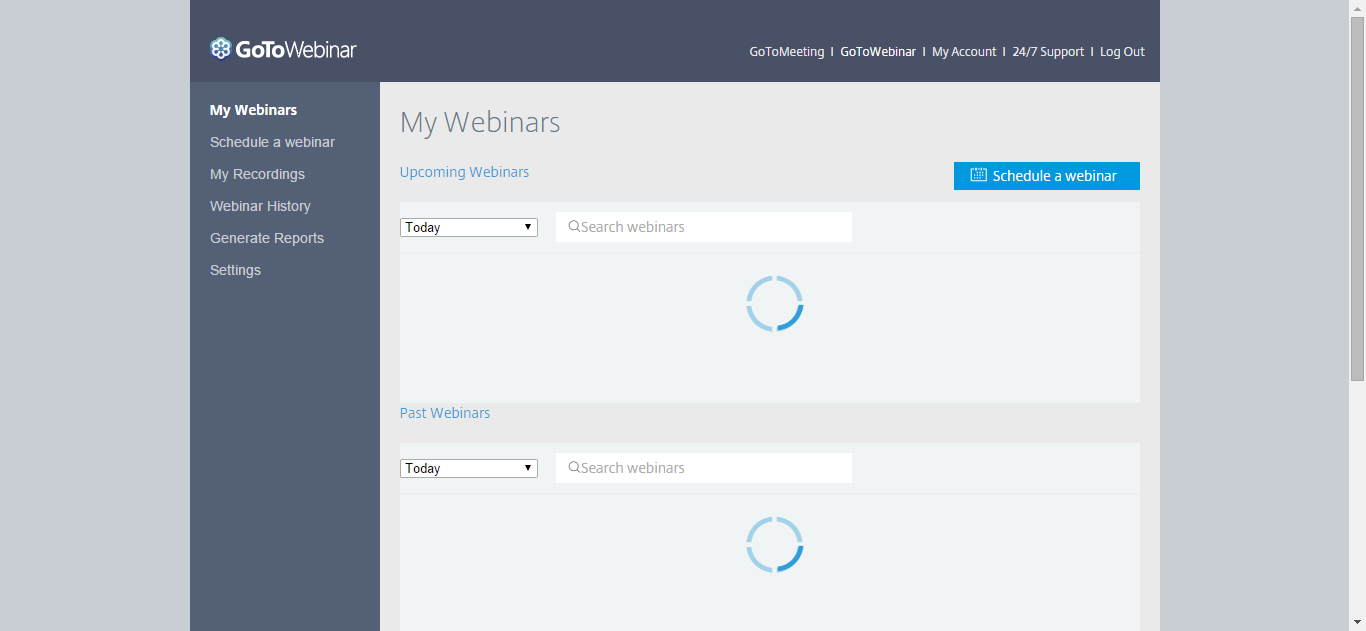 GoToWebinar
GoToMeeting | GoToWebinar | My Account | 24/7 Support | Log Out
My Webinars
Schedule a webinar
My Recordings
Webinar History
Generate Reports
Settings
My Webinars
Upcoming Webinars
Schedule a webinar
Today
Search webinars
Past Webinars
Today
Search webinars